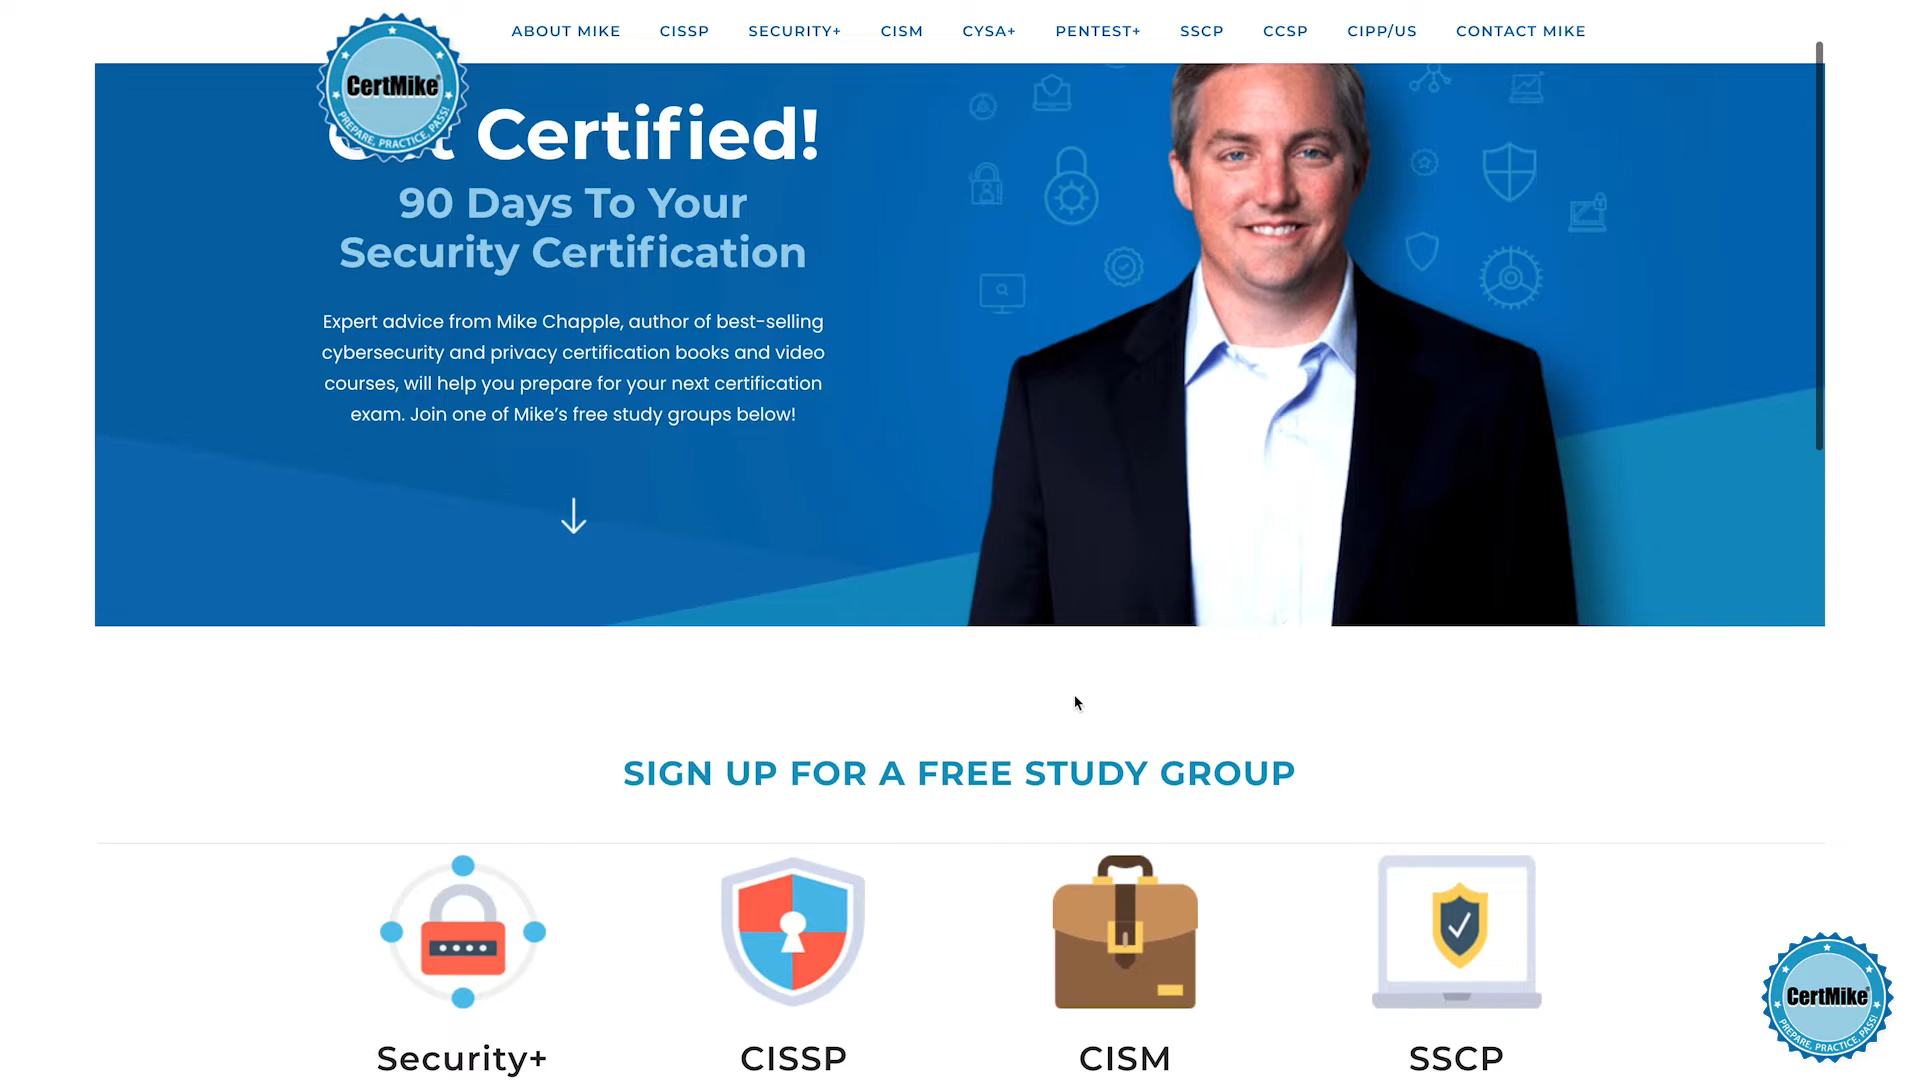 ABOUT MIKE CISSP SECURITY+ CISM CYSA+ PENTEST+ SSCP CCSP CIPP/US CONTACT MIKE
CertMike
PREPARE, PRACTICE, PASS!
Certified!
90 Days To Your
Security Certification
Expert advice from Mike Chapple, author of best-selling
cybersecurity and privacy certification books and video
courses, will help you prepare for your next certification
exam. Join one of Mike's free study groups below!
SIGN UP FOR A FREE STUDY GROUP
Security+ CISSP CISM SSCP
CertMike
PREPARE, PRACTICE, PASS!